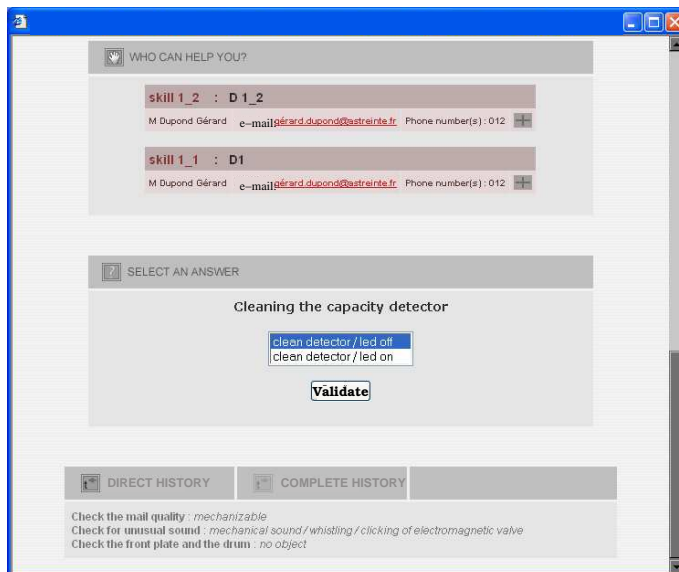 WHO CAN HELP YOU?
skill 1_2 : D 1_2
M Dupond Gérard e-mail:gérard.dupond@astreinte.fr Phone number(s) : 012
skill 1_1 : D1
M Dupond Gérard e-mail:gérard.dupond@astreinte.fr Phone number(s) : 012
SELECT AN ANSWER
Cleaning the capacity detector
clean detector / led off
clean detector / led on
Validate
DIRECT HISTORY COMPLETE HISTORY
Check the mail quality : mechanizable
Check for unusual sound : mechanical sound / whistling / clicking of electromagnetic valve
Check the front plate and the drum : no object